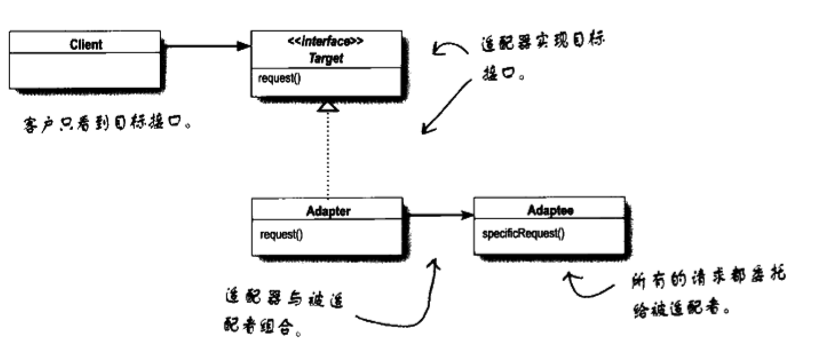 Client
<<interface>>
Target
request()
适配器实现目标
接口。
客户只看到目标接口。
Adapter
request()
Adaptee
specificRequest()
适配器与被适
配者组合。
所有的请求都委托
给被适配者。